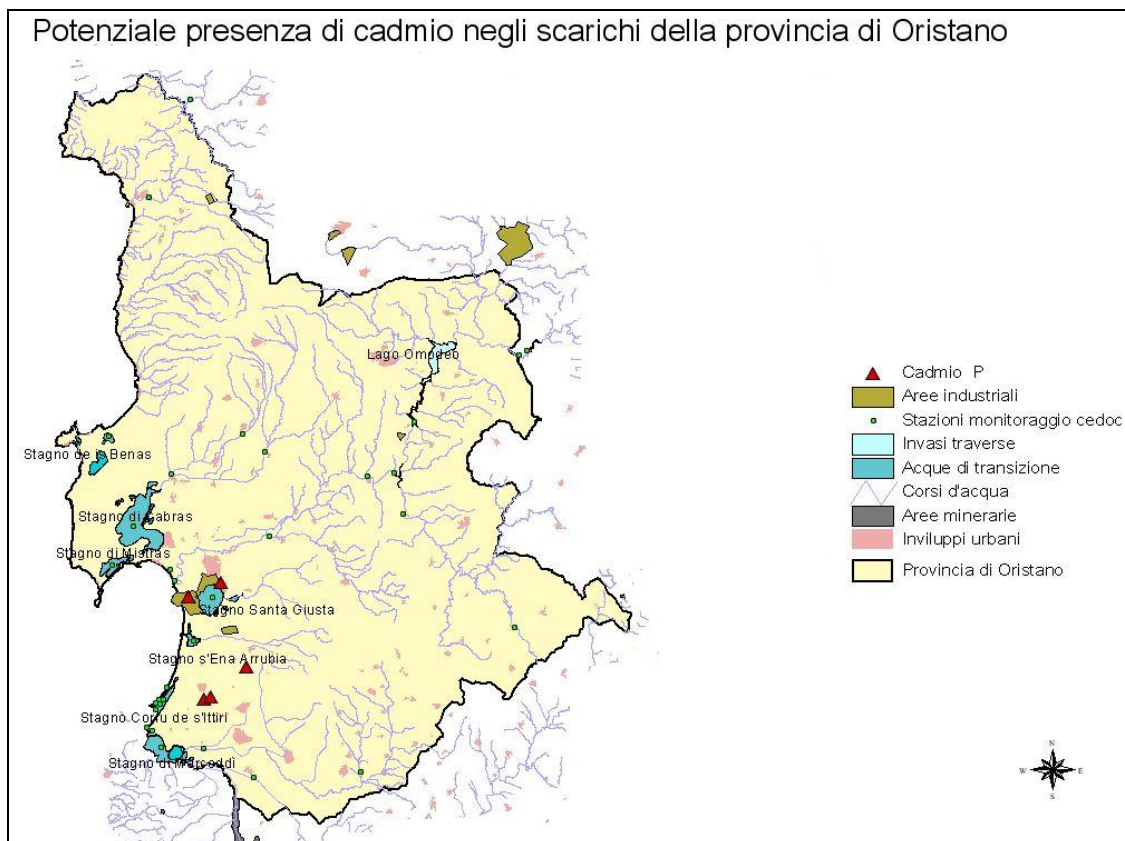 Potenziale presenza di cadmio negli scarichi della provincia di Oristano
Lago Omodeo
Stagno de is Benas
Stagno di Cabras
Stagno di Mistras
Stagno Santa Giusta
Stagno s'Ena Arrubia
Stagno Corru de s'Ittiri
Stagno di Marceddì
Cadmio P
Aree industriali
Stazioni monitoraggio cedoc
Invasi traverse
Acque di transizione
Corsi d'acqua
Aree minerarie
Inviluppi urbani
Provincia di Oristano
N
W
E
S